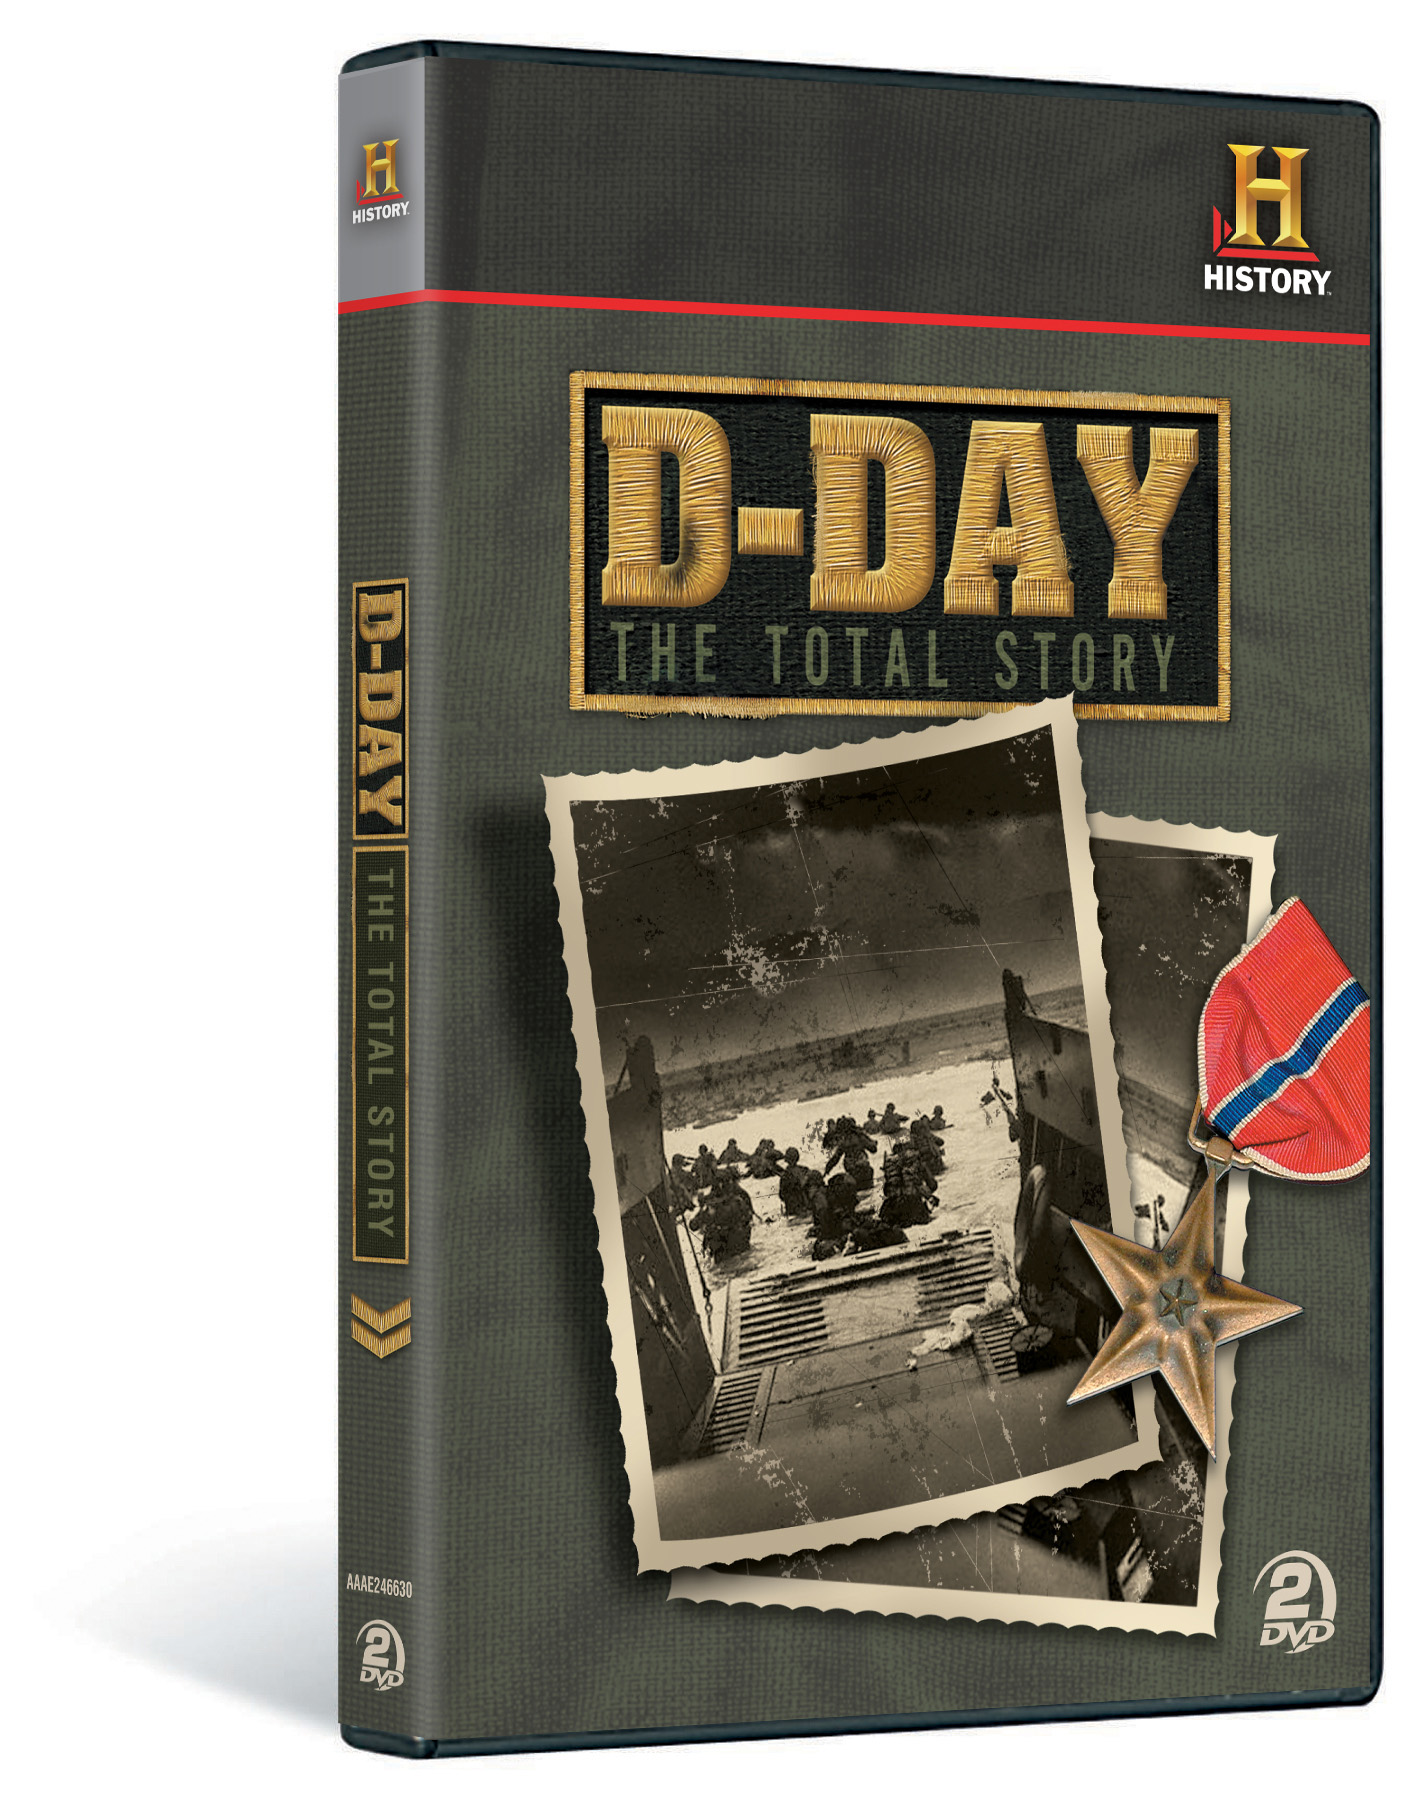 H
HISTORY
D-DAY
THE TOTAL STORY
AAAE246630
2
DVD
H
HISTORY
D-DAY
THE TOTAL STORY
2
DVD